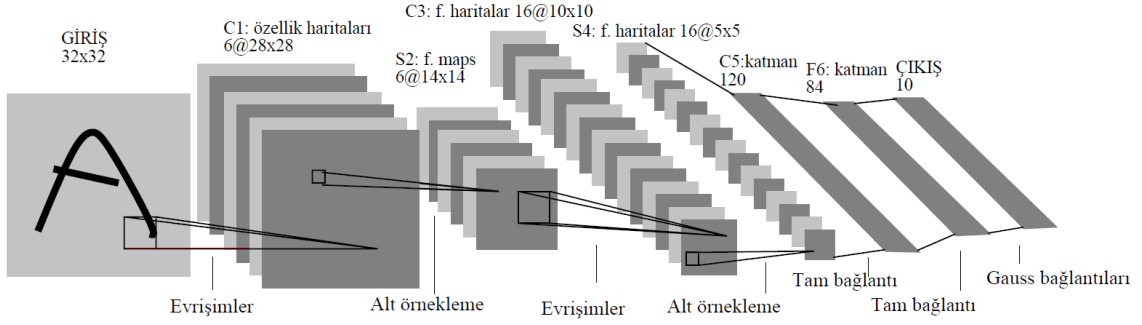 GİRİŞ
32x32
C1: özellik haritaları
6@28x28
S2: f. maps
6@14x14
C3: f. haritalar 16@10x10
S4: f. haritalar 16@5x5
C5:katman
120
F6: katman
84
ÇIKIŞ
10
Evrişimler
Alt örnekleme
Evrişimler
Alt örnekleme
Tam bağlantı
Tam bağlantı
Gauss bağlantıları